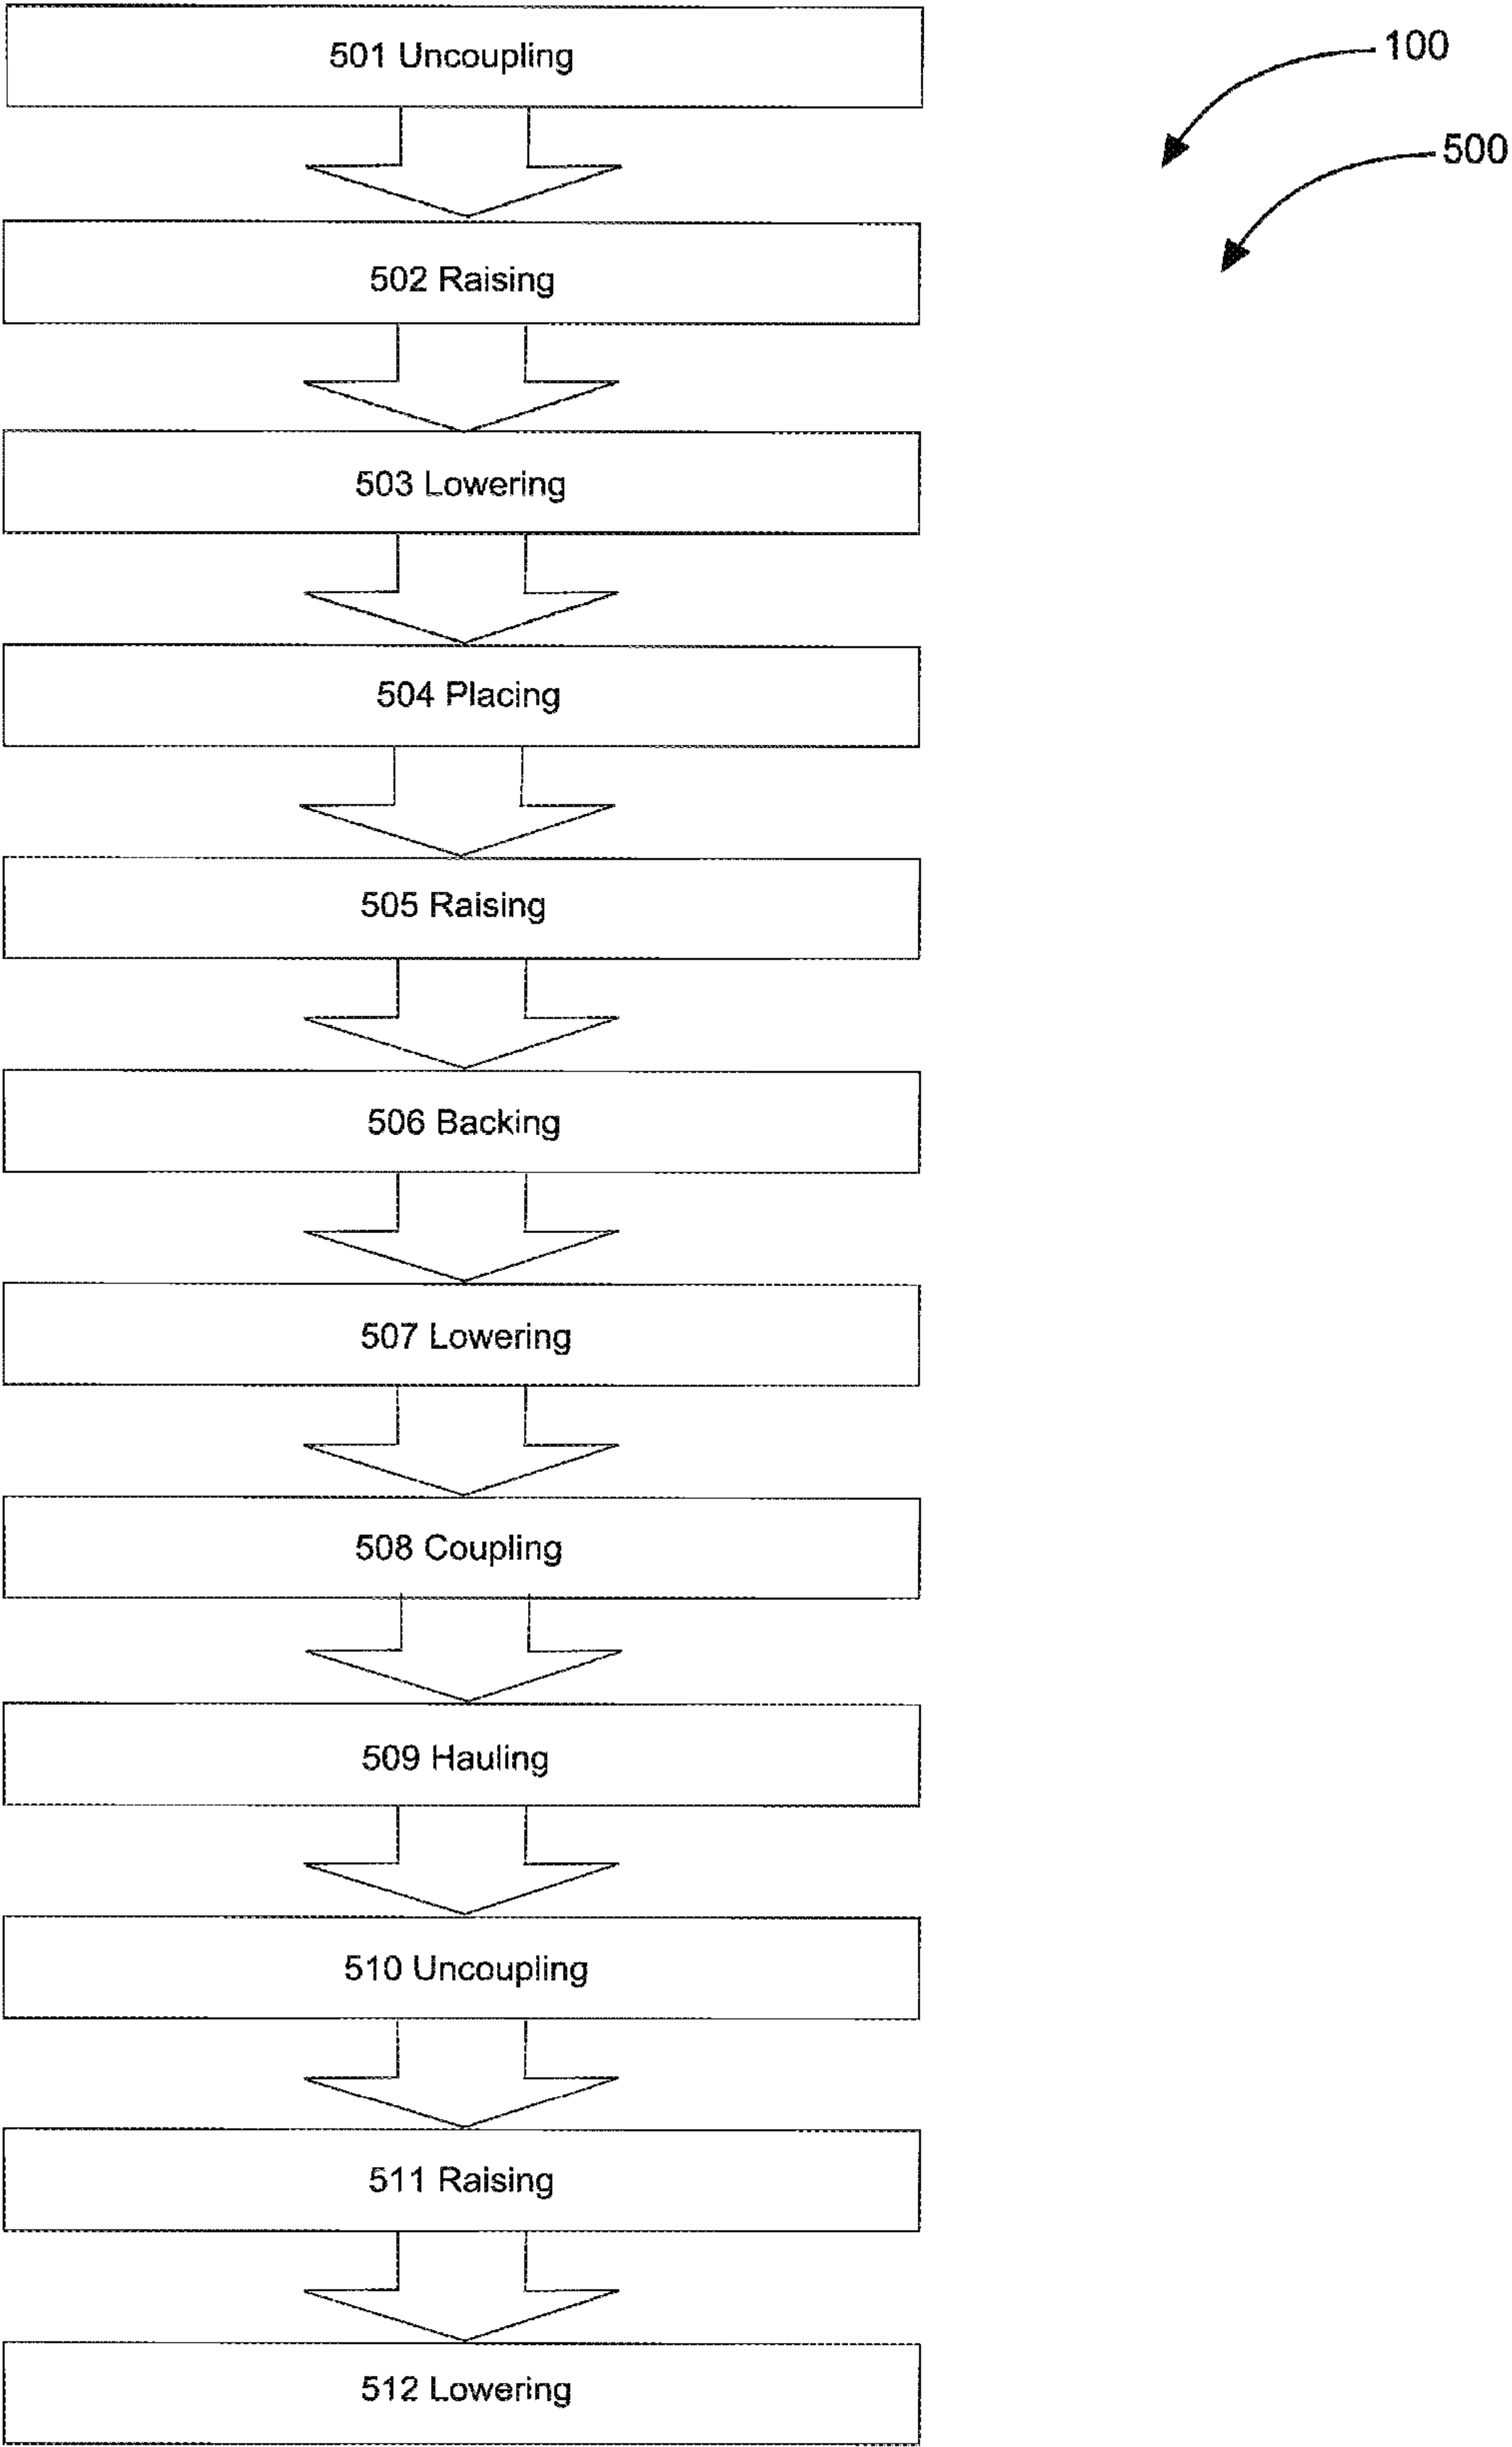 501 Uncoupling
100
500
502 Raising
503 Lowering
504 Placing
505 Raising
506 Backing
507 Lowering
508 Coupling
509 Hauling
510 Uncoupling
511 Raising
512 Lowering